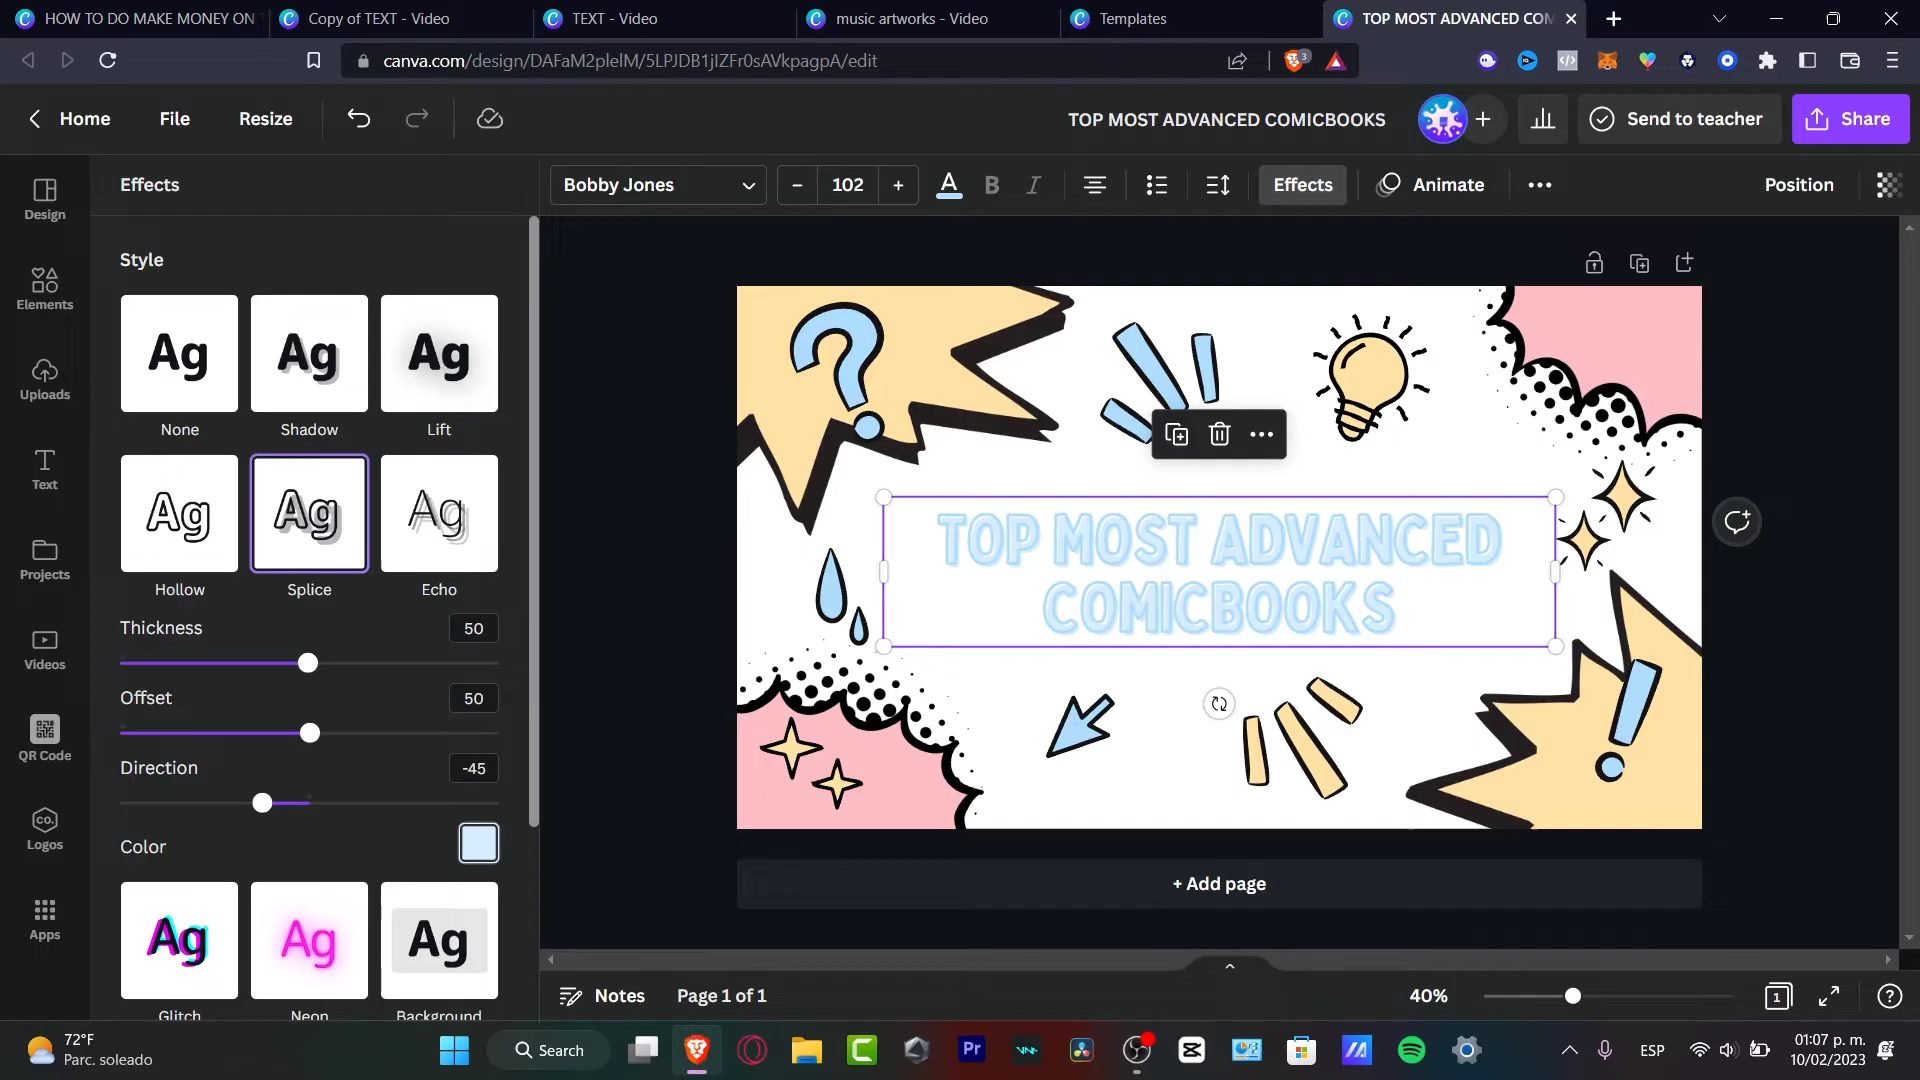 HOW TO DO MAKE MONEY ON
Copy of TEXT - Video
TEXT - Video
music artworks - Video
Templates
TOP MOST ADVANCED COM
canva.com/design/DAFaM2plelM/5LPJDB1jIZFr0sAVkpagpA/edit
3
Home
File
Resize
TOP MOST ADVANCED COMICBOOKS
Send to teacher
Share
Effects
Bobby Jones
102
A
B
I
Effects
Animate
Position
Design
Elements
Uploads
Text
Projects
Videos
QR Code
CO.
Logos
Apps
Style
Ag
Ag
Ag
None
Shadow
Lift
Ag
Ag
Ag
Hollow
Splice
Echo
Thickness
50
Offset
50
Direction
-45
Color
Ag
Ag
Ag
Glitch
Neon
Background
?
TOP MOST ADVANCED
COMICBOOKS
!
+ Add page
Notes
Page 1 of 1
40%
1
72°F
Parc. soleado
Search
Pr
ESP
01:07 p. m.
10/02/2023